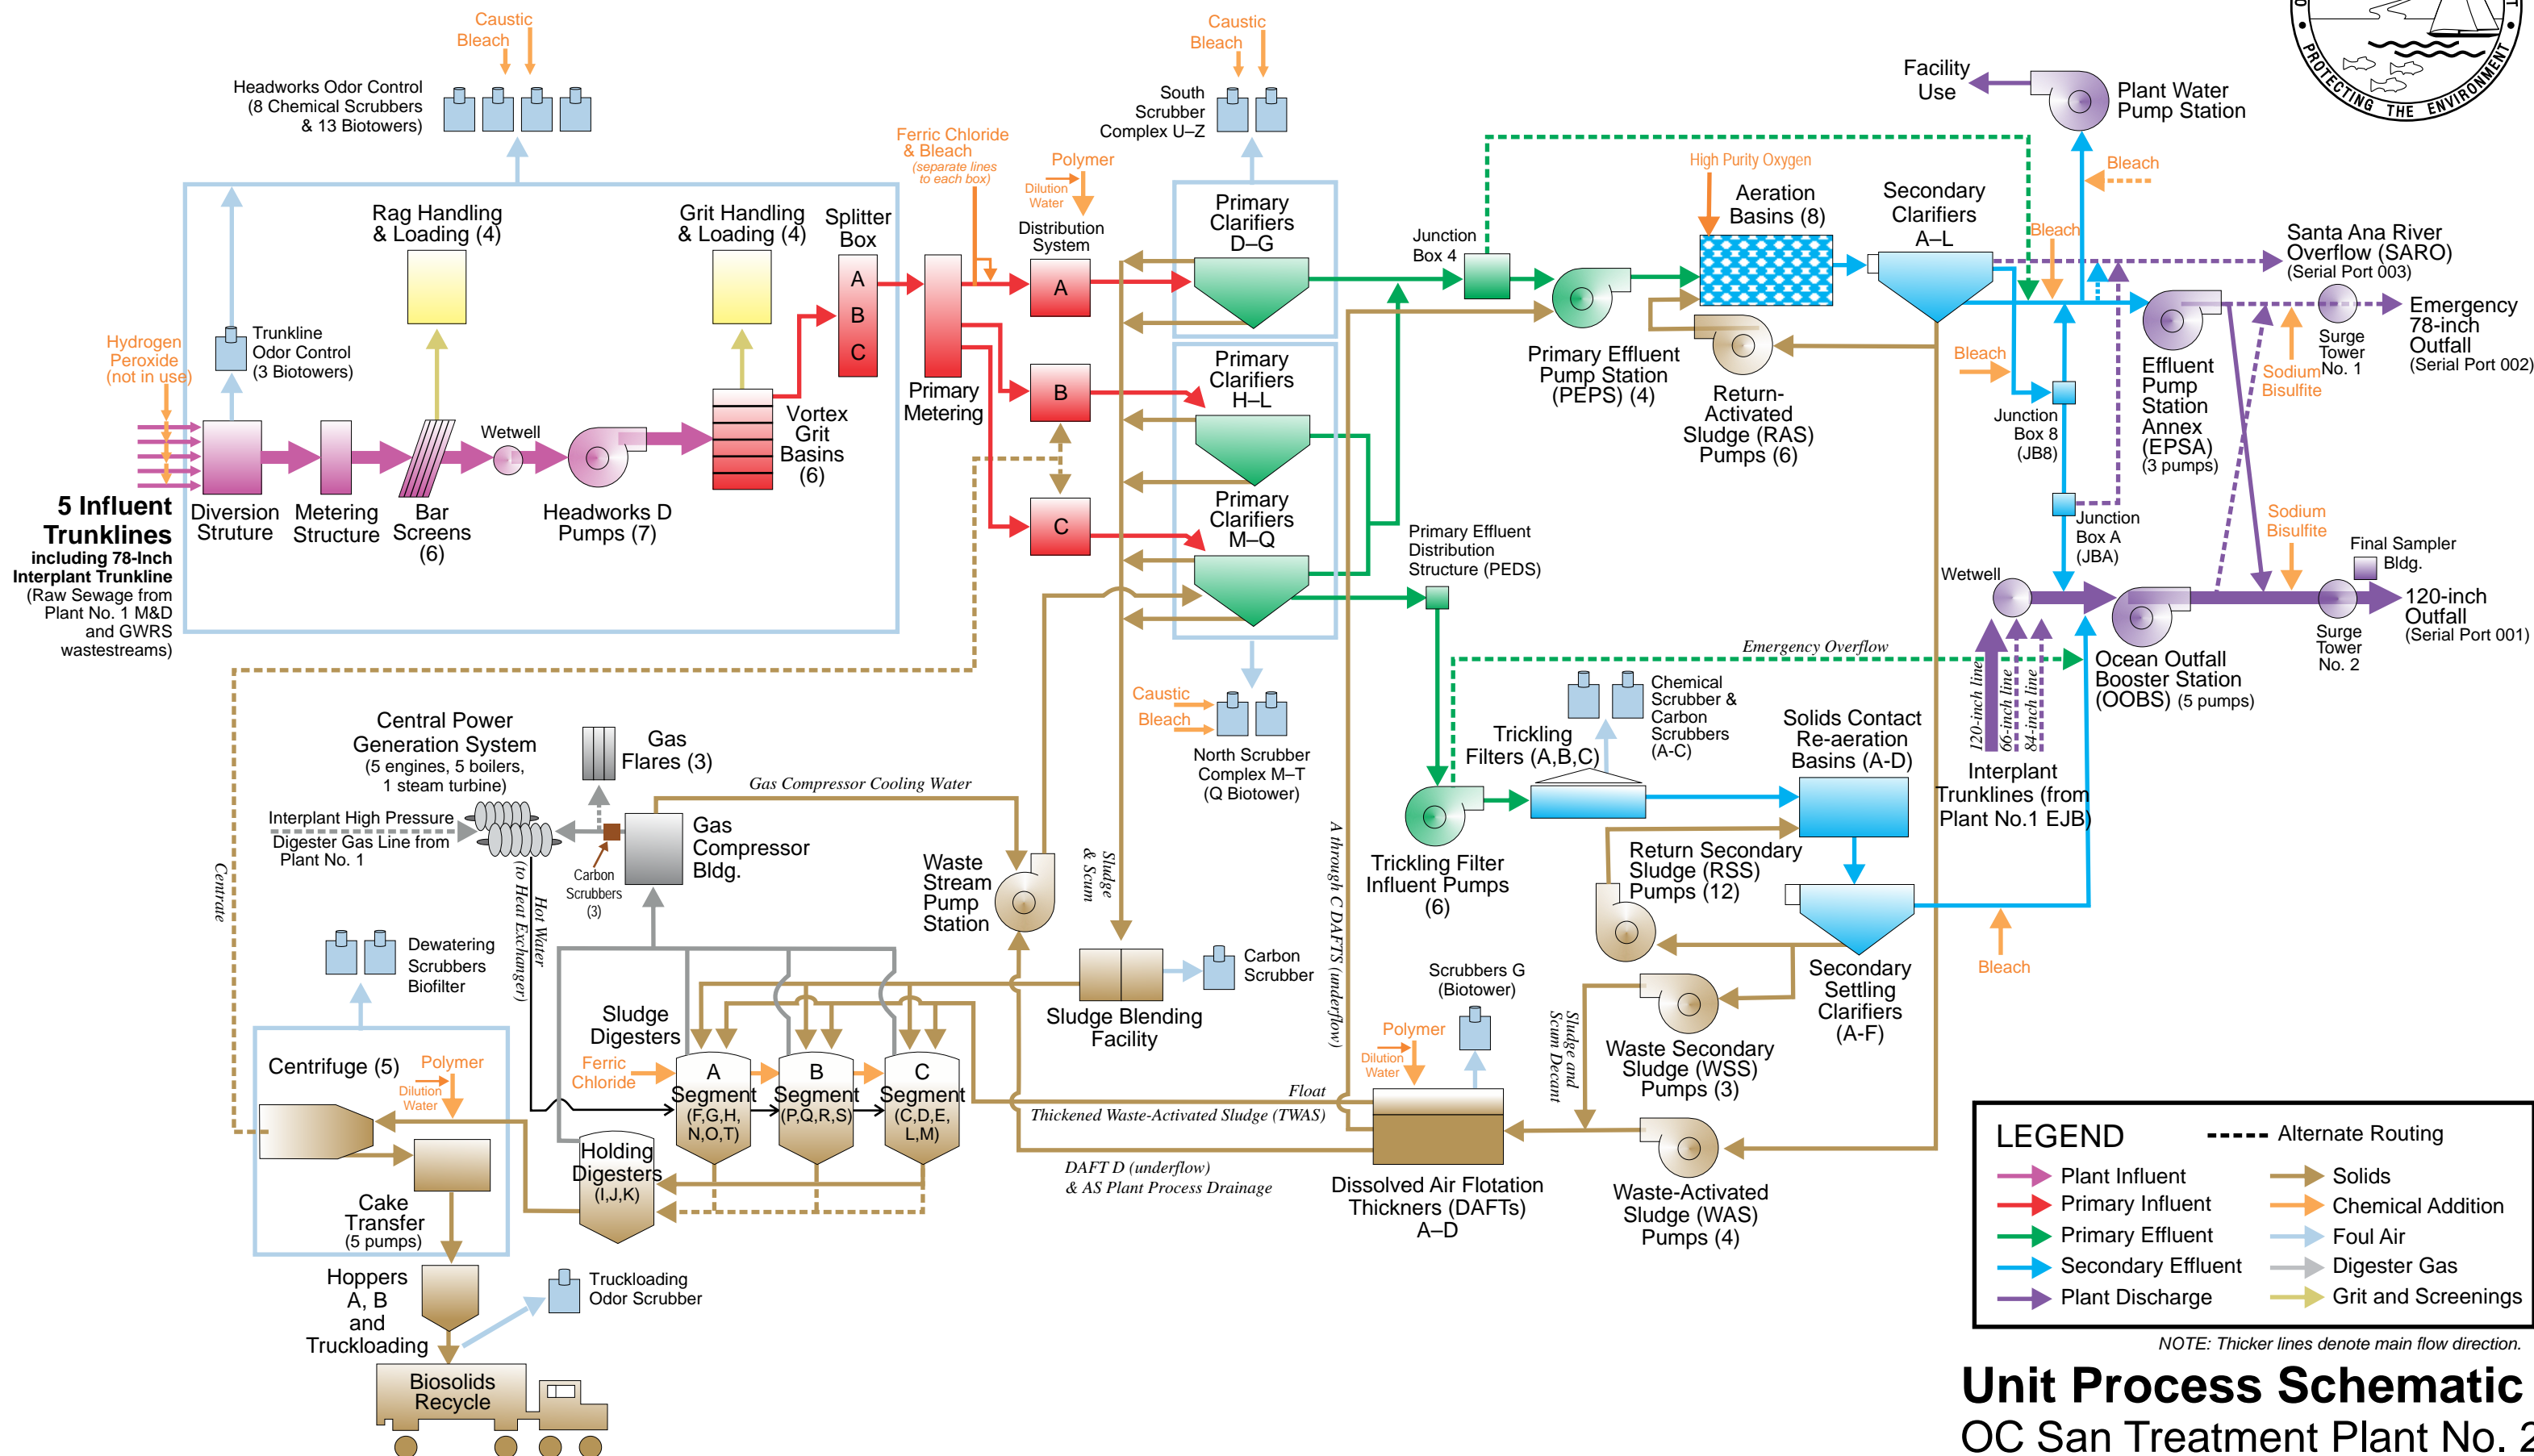 Caustic
Bleach
Headworks Odor Control
(8 Chemical Scrubbers
& 13 Biotowers)
Caustic
Bleach
South
Scrubber
Complex U–Z
PROTECTING THE ENVIRONMENT
Facility
Use
Plant Water
Pump Station
Bleach
Ferric Chloride
& Bleach
(separate lines
to each box)
Polymer
Dilution
Water
Distribution
System
Rag Handling
& Loading (4)
Grit Handling
& Loading (4)
Splitter
Box
A
B
C
Primary
Metering
A
B
C
Primary
Clarifiers
D–G
Primary
Clarifiers
H–L
Primary
Clarifiers
M–Q
Junction
Box 4
High Purity Oxygen
Aeration
Basins (8)
Secondary
Clarifiers
A–L
Bleach
Santa Ana River
Overflow (SARO)
(Serial Port 003)
Emergency
78-inch
Outfall
(Serial Port 002)
Surge
Tower
No. 1
Sodium
Bisulfite
Effluent
Pump
Station
Annex
(EPSA)
(3 pumps)
Bleach
Junction
Box 8
(JB8)
Junction
Box A
(JBA)
Primary Effluent
Pump Station
(PEPS) (4)
Return-
Activated
Sludge (RAS)
Pumps (6)
Hydrogen
Peroxide
(not in use)
Trunkline
Odor Control
(3 Biotowers)
Wetwell
Vortex
Grit
Basins
(6)
5 Influent
Trunklines
including 78-Inch
Interplant Trunkline
(Raw Sewage from
Plant No. 1 M&D
and GWRS
wastestreams)
Diversion
Struture
Metering
Structure
Bar
Screens
(6)
Headworks D
Pumps (7)
Primary Effluent
Distribution
Structure (PEDS)
Sodium
Bisulfite
Final Sampler
Bldg.
Wetwell
120-inch
Outfall
(Serial Port 001)
Surge
Tower
No. 2
Ocean Outfall
Booster Station
(OOBS) (5 pumps)
120-inch line
66-inch line
84-inch line
Interplant
Trunklines (from
Plant No.1 EJB)
Emergency Overflow
Caustic
Bleach
North Scrubber
Complex M–T
(Q Biotower)
Chemical
Scrubber &
Carbon
Scrubbers
(A-C)
Trickling
Filters (A,B,C)
Solids Contact
Re-aeration
Basins (A-D)
Trickling Filter
Influent Pumps
(6)
Return Secondary
Sludge (RSS)
Pumps (12)
Secondary
Settling
Clarifiers
(A-F)
Bleach
Central Power
Generation System
(5 engines, 5 boilers,
1 steam turbine)
Gas
Flares (3)
Interplant High Pressure
Digester Gas Line from
Plant No. 1
Gas Compressor Cooling Water
Gas
Compressor
Bldg.
Carbon
Scrubbers
(3)
Hot Water
(to Heat Exchanger)
Centrate
Waste
Stream
Pump
Station
Sludge
& Scum
A through C DAFTS (underflow)
Carbon
Scrubber
Sludge Blending
Facility
Dewatering
Scrubbers
Biofilter
Scrubbers G
(Biotower)
Sludge and
Scum Decant
Waste Secondary
Sludge (WSS)
Pumps (3)
Sludge
Digesters
Ferric
Chloride
A
Segment
(F,G,H,
N,O,T)
B
Segment
(P,Q,R,S)
C
Segment
(C,D,E,
L,M)
Centrifuge (5)
Polymer
Dilution
Water
Holding
Digesters
(I,J,K)
Float
Thickened Waste-Activated Sludge (TWAS)
DAFT D (underflow)
& AS Plant Process Drainage
Polymer
Dilution
Water
Dissolved Air Flotation
Thickners (DAFTs)
A–D
Waste-Activated
Sludge (WAS)
Pumps (4)
Cake
Transfer
(5 pumps)
Hoppers
A, B
and
Truckloading
Truckloading
Odor Scrubber
Biosolids
Recycle
LEGEND
Alternate Routing
Plant Influent
Primary Influent
Primary Effluent
Secondary Effluent
Plant Discharge
Solids
Chemical Addition
Foul Air
Digester Gas
Grit and Screenings
NOTE: Thicker lines denote main flow direction.
Unit Process Schematic
OC San Treatment Plant No. 2